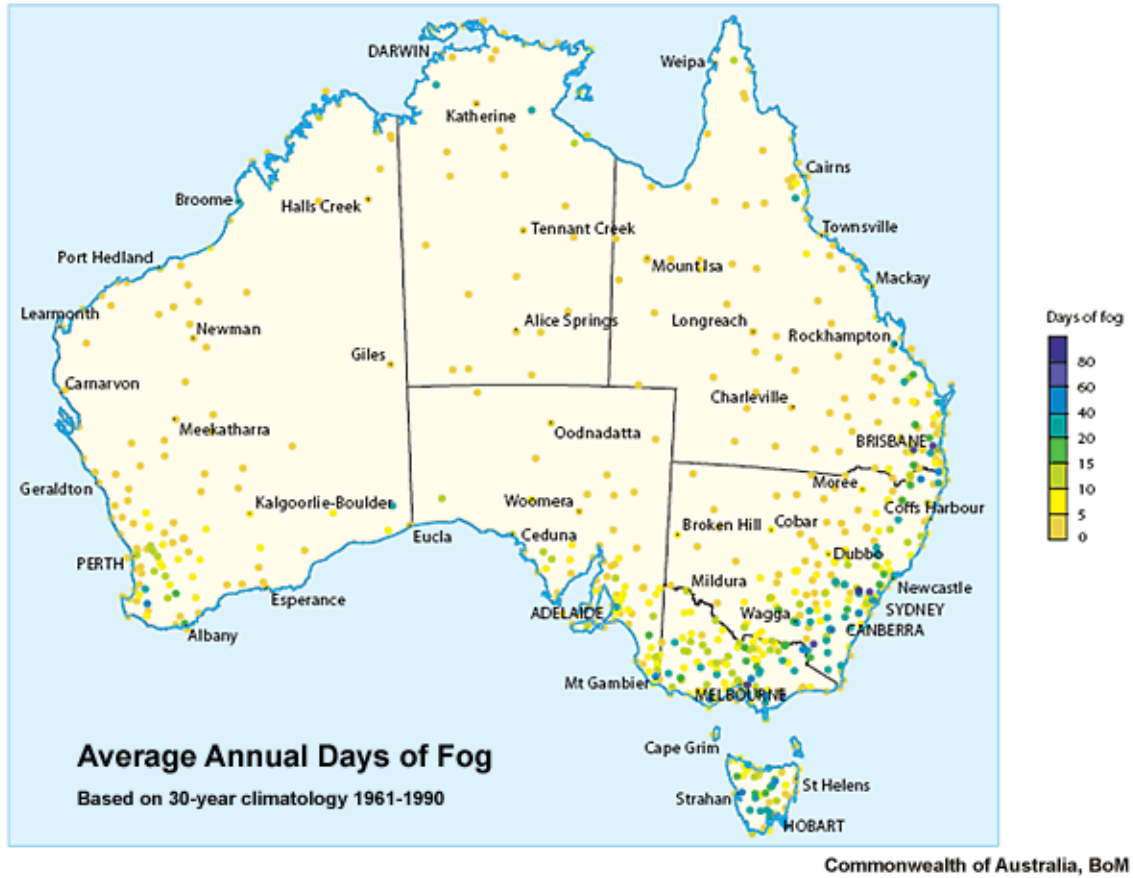 DARWIN
Weipa
Katherine
Cairns
Broome
Halls Creek
Tennant Creek
Townsville
Port Hedland
Mount Isa
Mackay
Learmonth
Newman
Alice Springs
Longreach
Rockhampton
Giles
Carnarvon
Charleville
Meekatharra
Oodnadatta
BRISBANE
Geraldton
Kalgoorlie-Boulder
Woomera
Moree
Coffs Harbour
Eucla
Ceduna
Broken Hill
Cobar
PERTH
Dubbo
Esperance
Mildura
Newcastle
ADELAIDE
Wagga
SYDNEY
Albany
CANBERRA
Mt Gambier
MELBOURNE
Cape Grim
St Helens
Strahan
HOBART
Days of fog
80
60
40
20
15
10
5
0
Average Annual Days of Fog
Based on 30-year climatology 1961-1990
Commonwealth of Australia, BoM